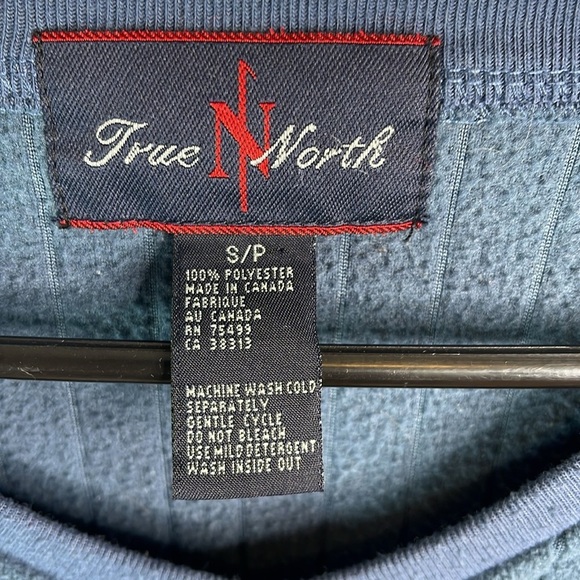 True N North
S/P
100% POLYESTER
MADE IN CANADA
FABRIQUE
AU CANADA
RN 75499
CA 38313
MACHINE WASH COLD
SEPARATELY
GENTLE CYCLE
DO NOT BLEACH
USE MILD DETERGENT
WASH INSIDE OUT